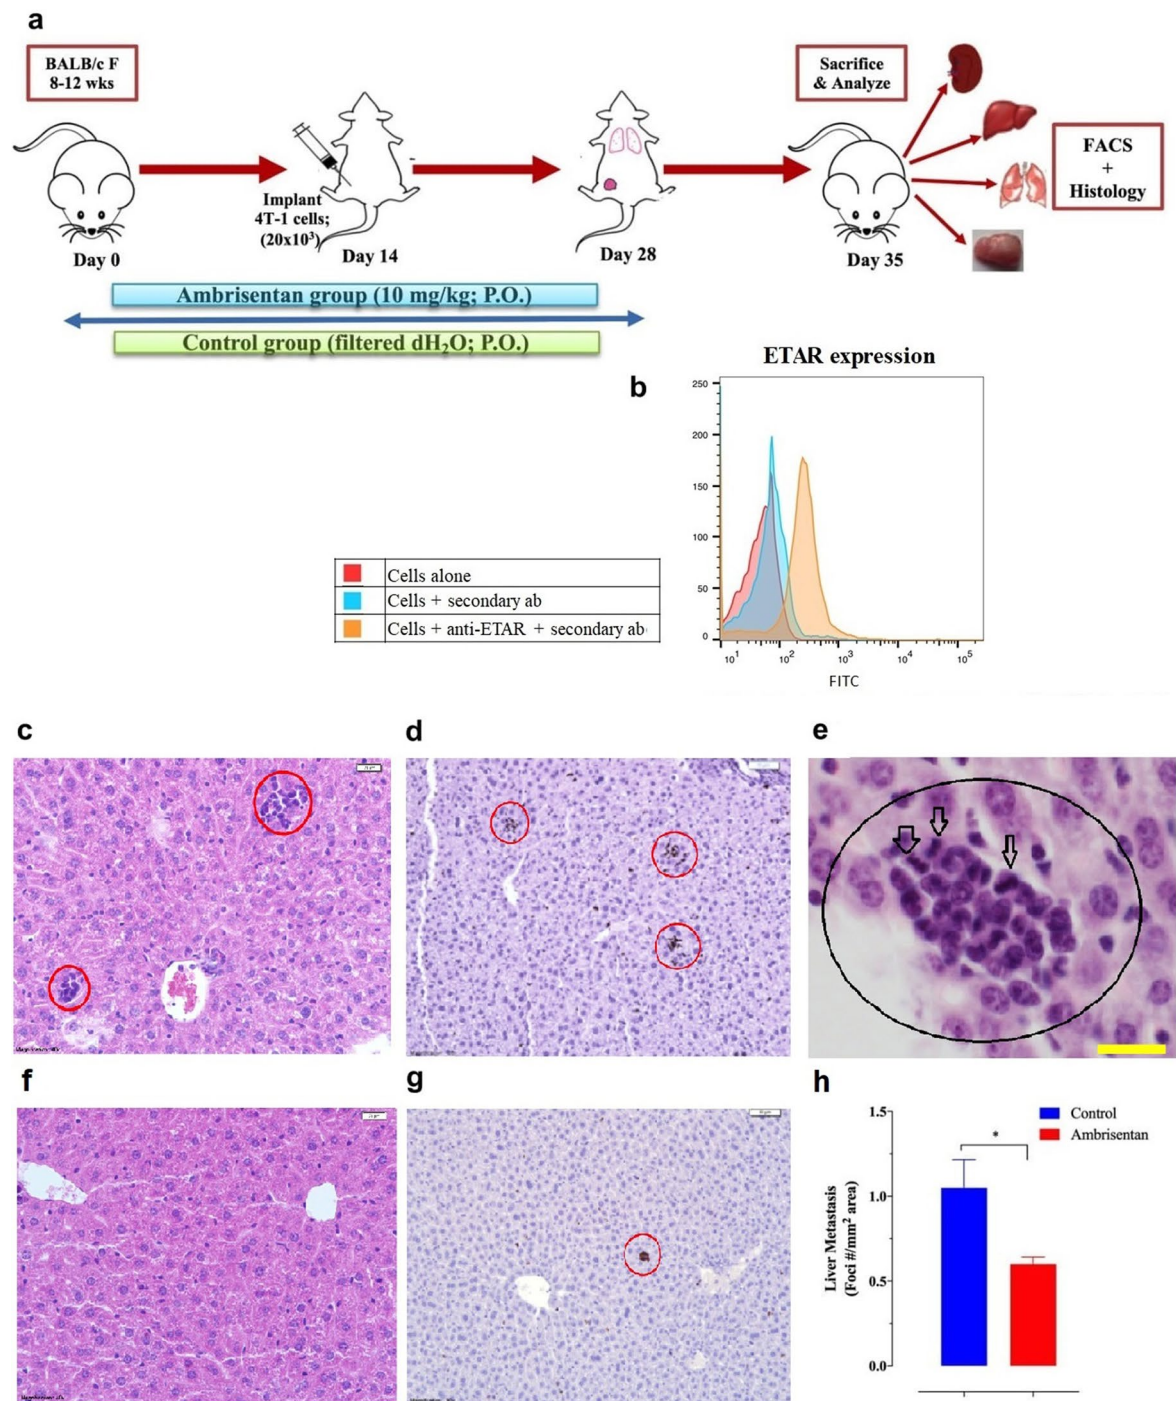 a
BALB/c F
8-12 wks
Sacrifice
& Analyze
FACS
+
Histology
Implant
4T-1 cells;
(20x10³)
Day 0
Day 14
Day 28
Day 35
Ambrisentan group (10 mg/kg; P.O.)
Control group (filtered dH₂O; P.O.)
b
ETAR expression
250
200
150
100
50
0
10¹
10²
10³
10⁴
10⁵
FITC
Cells alone
Cells + secondary ab
Cells + anti-ETAR + secondary ab
c
d
e
f
g
h
1.5
1.0
0.5
0.0
Liver Metastasis
(Foci #/mm² area)
*
Control
Ambrisentan